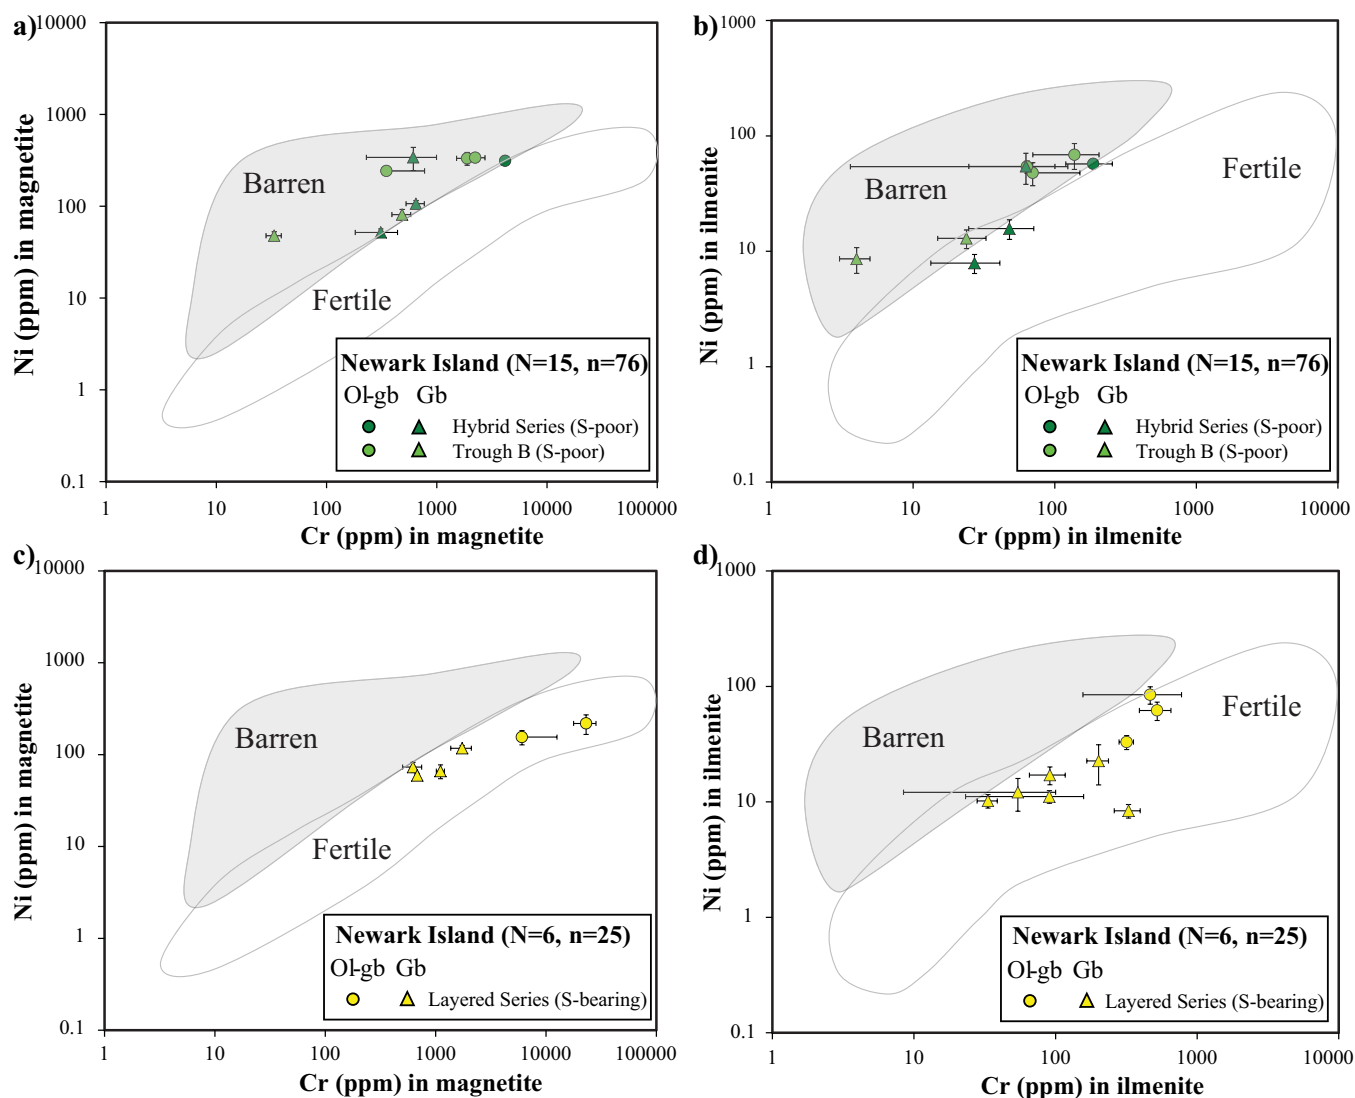 a)
10000
1000
100
10
1
0.1
Ni (ppm) in magnetite
Barren
Fertile
Newark Island (N=15, n=76)
Ol-gb Gb
Hybrid Series (S-poor)
Trough B (S-poor)
1 10 100 1000 10000 100000
Cr (ppm) in magnetite
b)
1000
100
10
1
0.1
Ni (ppm) in ilmenite
Barren
Fertile
Newark Island (N=15, n=76)
Ol-gb Gb
Hybrid Series (S-poor)
Trough B (S-poor)
1 10 100 1000 10000
Cr (ppm) in ilmenite
c)
10000
1000
100
10
1
0.1
Ni (ppm) in magnetite
Barren
Fertile
Newark Island (N=6, n=25)
Ol-gb Gb
Layered Series (S-bearing)
1 10 100 1000 10000 100000
Cr (ppm) in magnetite
d)
1000
100
10
1
0.1
Ni (ppm) in ilmenite
Barren
Fertile
Newark Island (N=6, n=25)
Ol-gb Gb
Layered Series (S-bearing)
1 10 100 1000 10000
Cr (ppm) in ilmenite